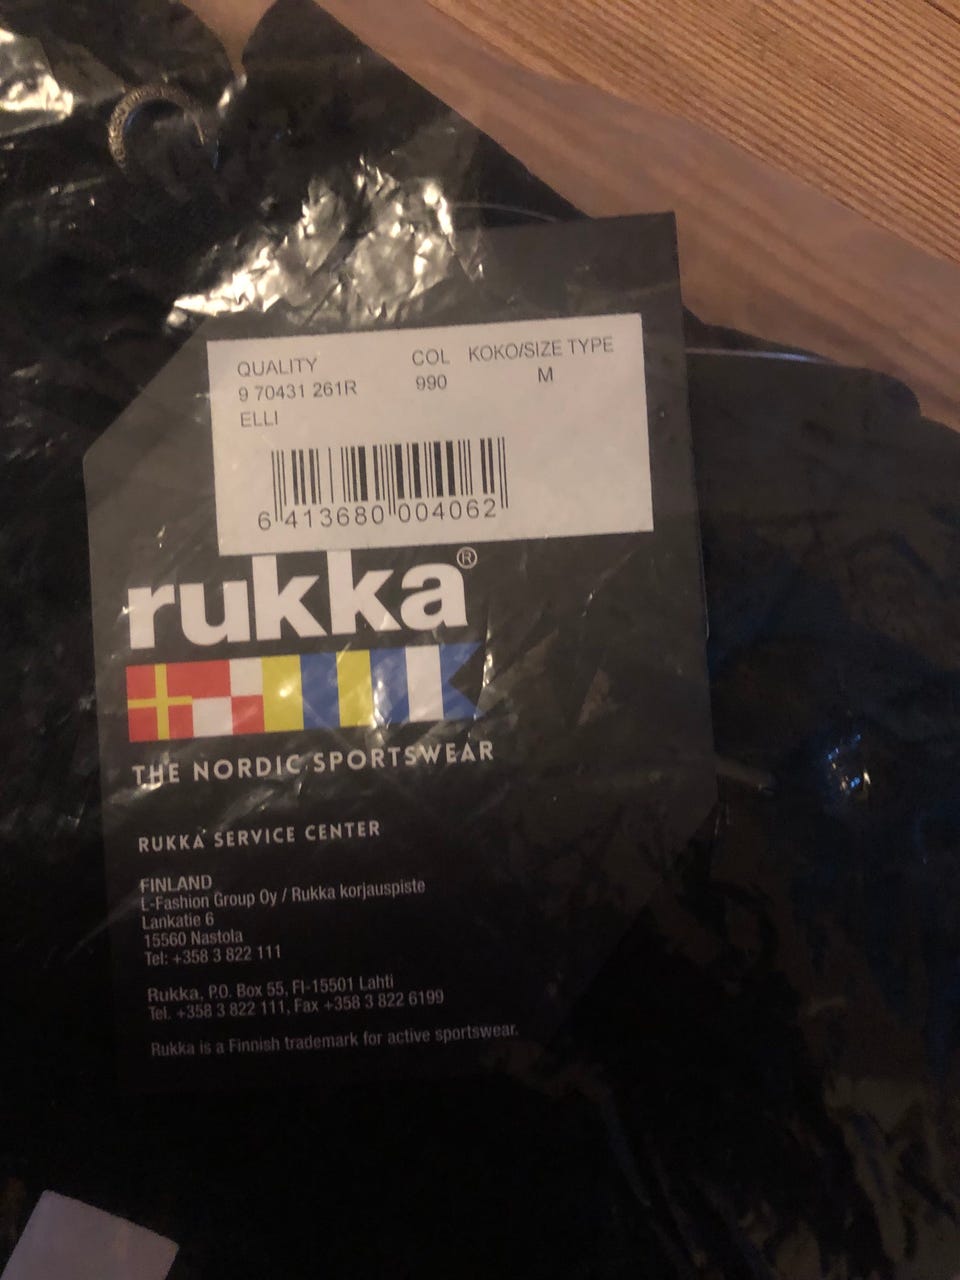 QUALITY COL KOKO/SIZE TYPE
9 70431 261R 990 M
ELLI
6 413680 004062
rukka®
THE NORDIC SPORTSWEAR
RUKKA SERVICE CENTER
FINLAND
L-Fashion Group Oy / Rukka korjauspiste
Lankatie 6
15560 Nastola
Tel: +358 3 822 111
Rukka, P.O. Box 55, FI-15501 Lahti
Tel. +358 3 822 111, Fax +358 3 822 6199
Rukka is a Finnish trademark for active sportswear.